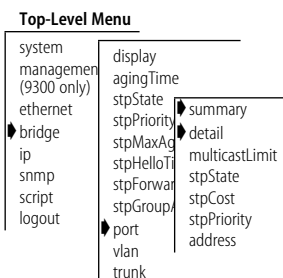 Top-Level Menu
system
managemen
(9300 only)
ethernet
bridge
ip
snmp
script
logout
display
agingTime
stpState
stpPriority
stpMaxAg
stpHelloTi
stpForwar
stpGroupA
port
vlan
trunk
summary
detail
multicastLimit
stpState
stpCost
stpPriority
address